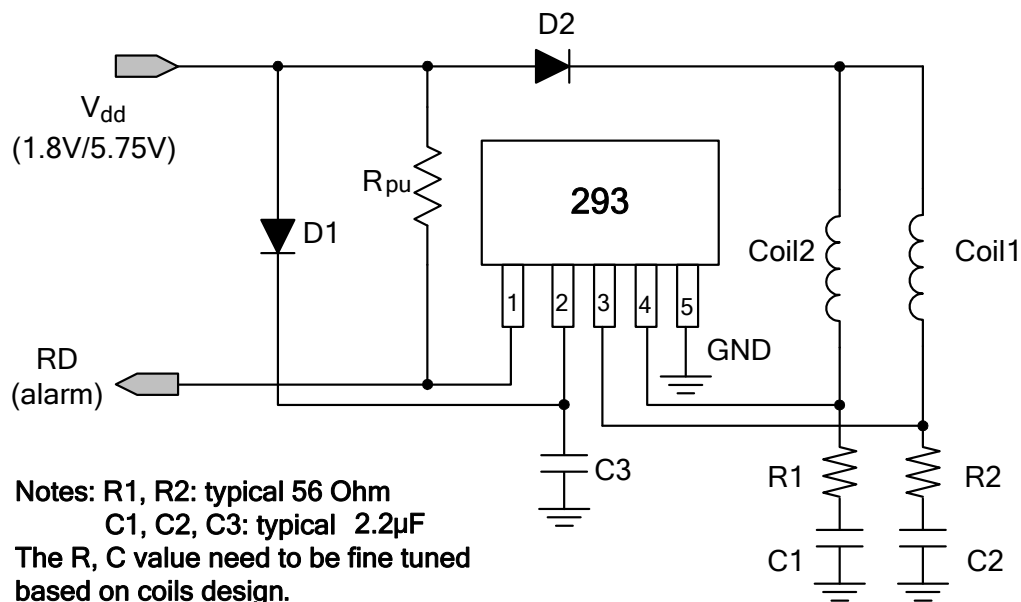 D2
Vdd
(1.8V/5.75V)
Rpu
293
D1
Coil2
Coil1
1 2 3 4 5
RD
(alarm)
GND
C3
R1
R2
C1
C2
Notes: R1, R2: typical 56 Ohm
C1, C2, C3: typical 2.2µF
The R, C value need to be fine tuned
based on coils design.